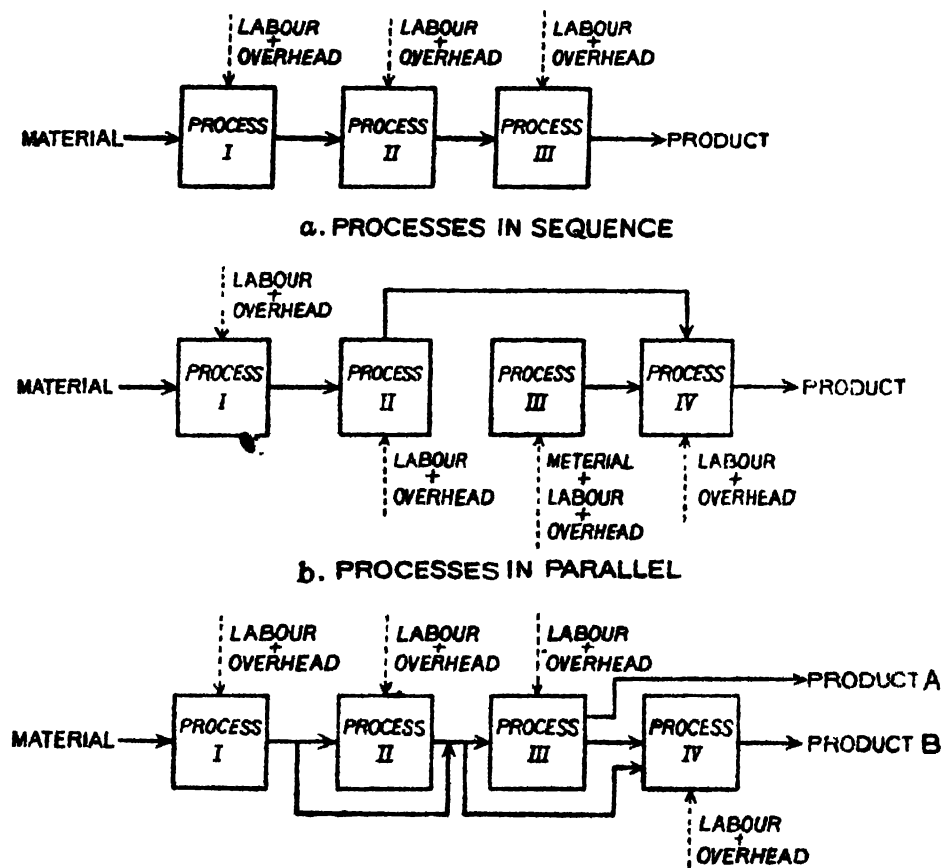 LABOUR
+
OVERHEAD
LABOUR
+
OVERHEAD
LABOUR
+
OVERHEAD
MATERIAL
PROCESS
I
PROCESS
II
PROCESS
III
PRODUCT
a. PROCESSES IN SEQUENCE
LABOUR
+
OVERHEAD
MATERIAL
PROCESS
I
PROCESS
II
PROCESS
III
PROCESS
IV
PRODUCT
LABOUR
+
OVERHEAD
METERIAL
+
LABOUR
+
OVERHEAD
LABOUR
+
OVERHEAD
b. PROCESSES IN PARALLEL
LABOUR
+
OVERHEAD
LABOUR
+
OVERHEAD
LABOUR
+
OVERHEAD
PRODUCT A
MATERIAL
PROCESS
I
PROCESS
II
PROCESS
III
PROCESS
IV
PRODUCT B
LABOUR
+
OVERHEAD